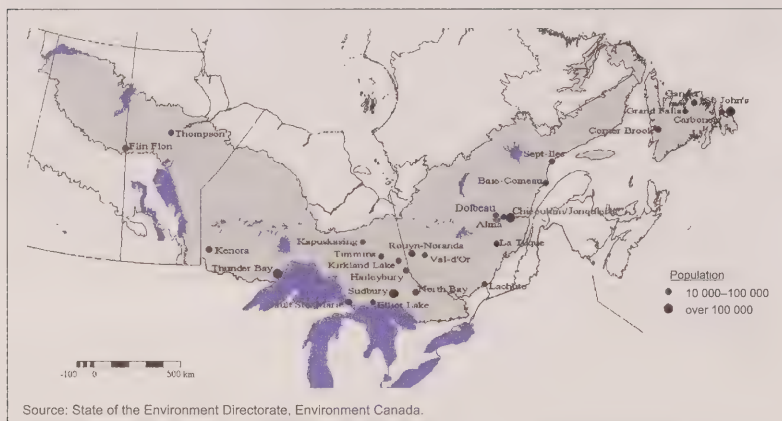 Thompson
Flin Flon
Kenora
Thunder Bay
Kapuskasing
Timmins
Kirkland Lake
Haileybury
Sudbury
Elliot Lake
North Bay
Rouyn-Noranda
Val-d'Or
Lachute
La Tuque
Alma
Dolbeau
Chicoutimi/Jonquière
Baie-Comeau
Sept-Iles
Corner Brook
Grand Falls
Gander
St. John's
Carbonear
Population
10 000–100 000
over 100 000
-100 0 500 km
Source: State of the Environment Directorate, Environment Canada.